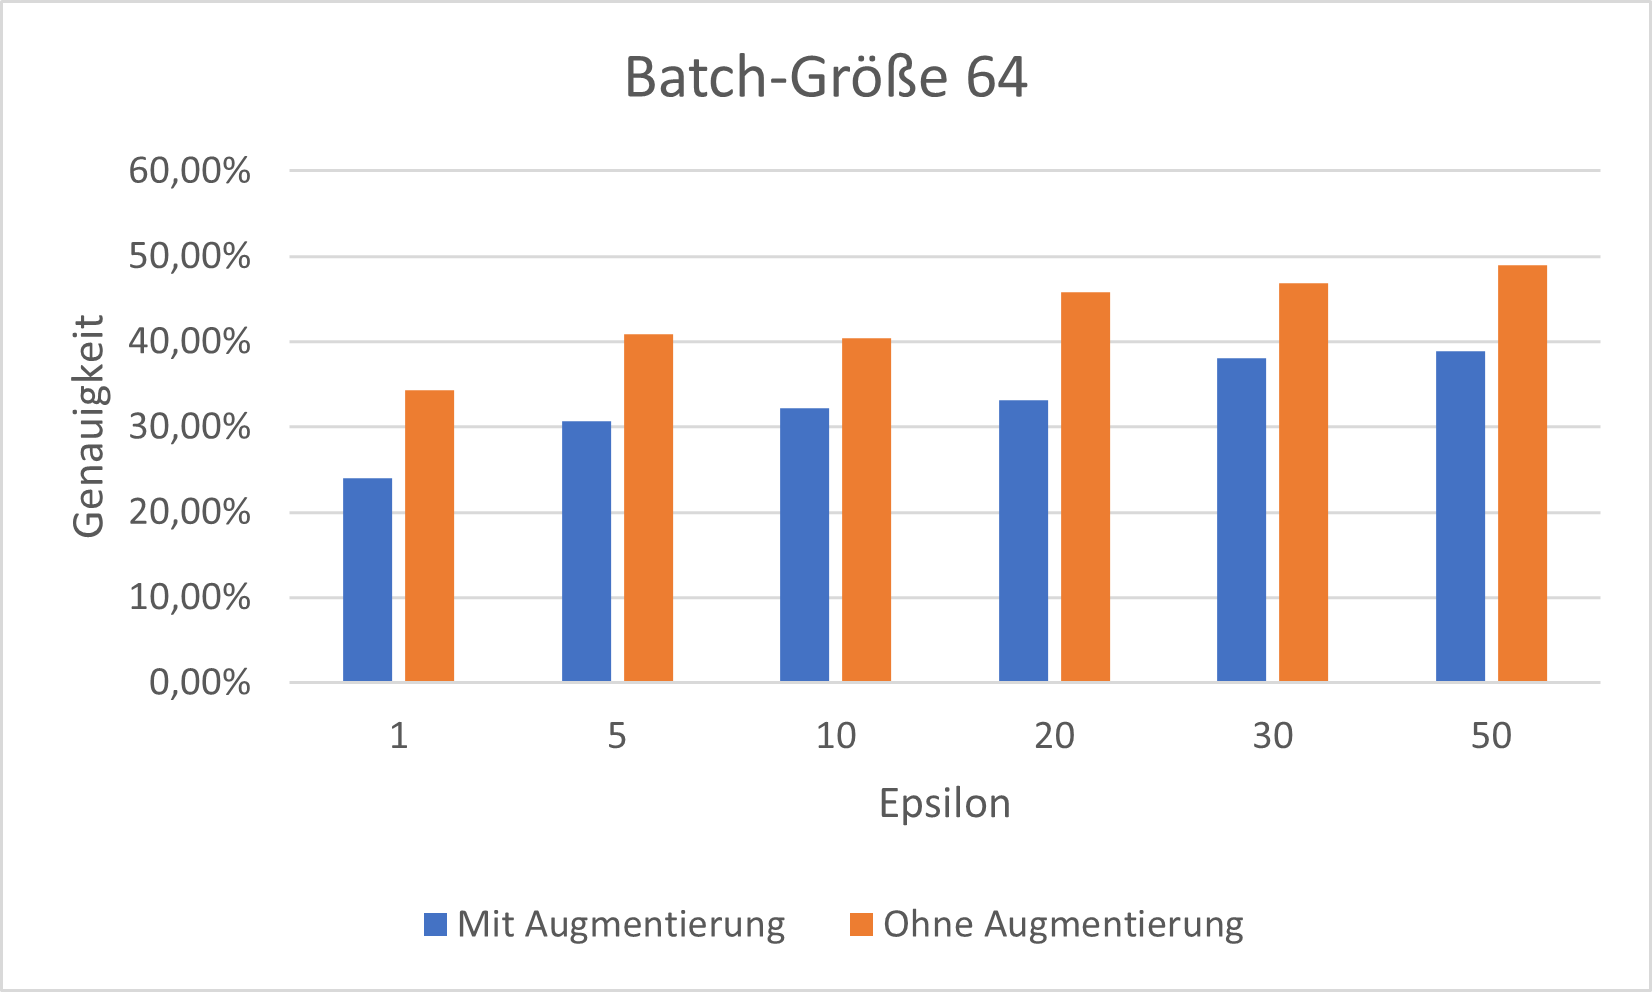 Batch-Größe 64
60,00%
50,00%
40,00%
30,00%
20,00%
10,00%
0,00%
Genauigkeit
1 5 10 20 30 50
Epsilon
Mit Augmentierung Ohne Augmentierung